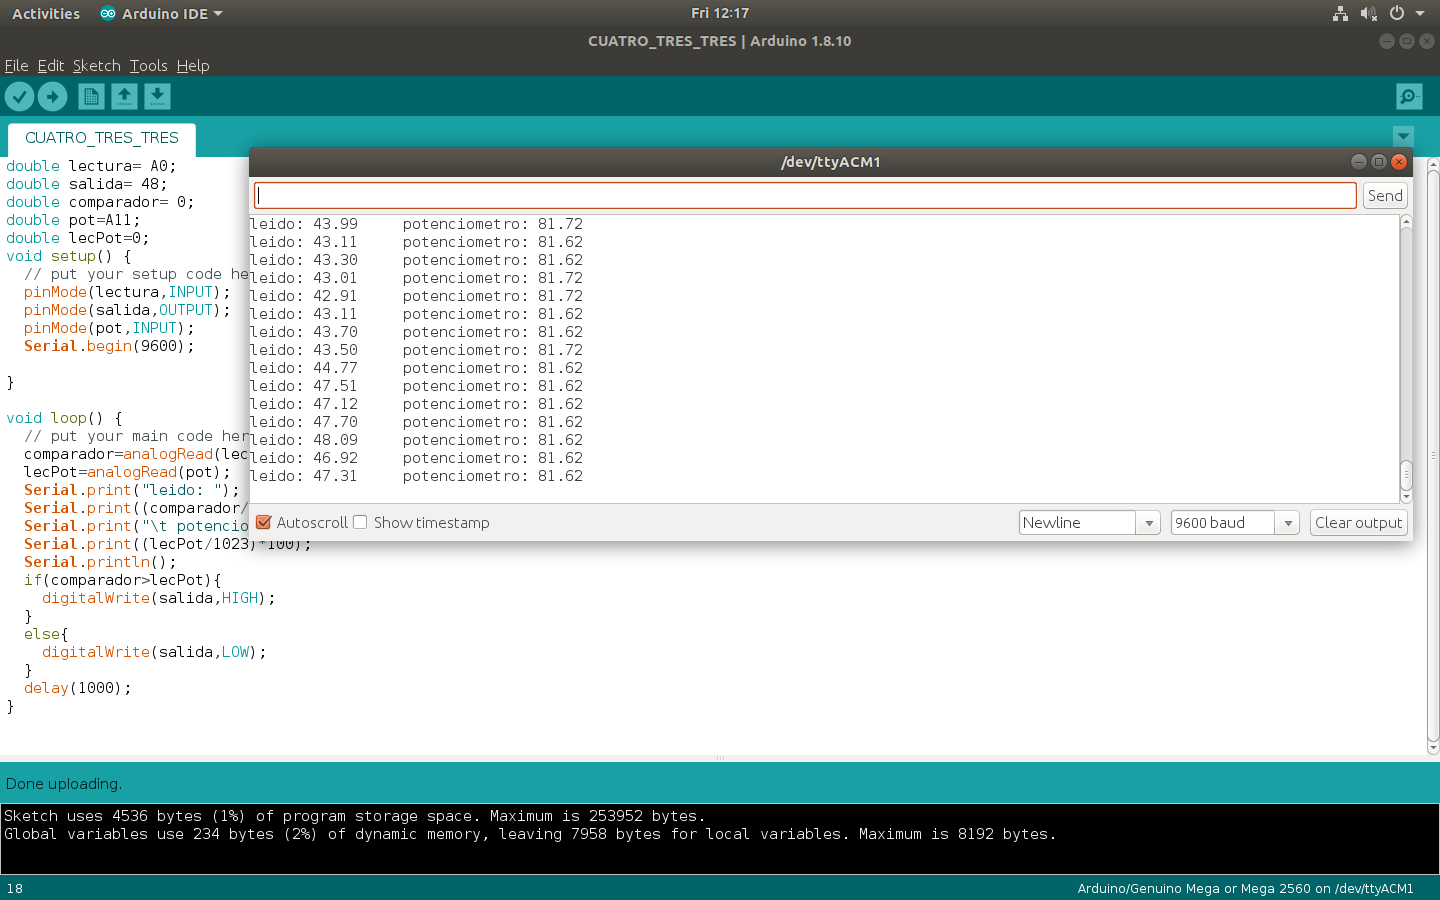 Activities Arduino IDE Fri 12:17
CUATRO_TRES_TRES | Arduino 1.8.10
File Edit Sketch Tools Help
CUATRO_TRES_TRES
double lectura= A0;
double salida= 48;
double comparador= 0;
double pot=A11;
double lecPot=0;
void setup() {
// put your setup code he
pinMode(lectura,INPUT);
pinMode(salida,OUTPUT);
pinMode(pot,INPUT);
Serial.begin(9600);
}
void loop() {
// put your main code her
comparador=analogRead(lec
lecPot=analogRead(pot);
Serial.print("leido: ");
Serial.print((comparador/
Serial.print("\t potencio
Serial.print((lecPot/1023)*100);
Serial.println();
if(comparador>lecPot){
digitalWrite(salida,HIGH);
}
else{
digitalWrite(salida,LOW);
}
delay(1000);
}
/dev/ttyACM1
Send
leido: 43.99 potenciometro: 81.72
leido: 43.11 potenciometro: 81.62
leido: 43.30 potenciometro: 81.62
leido: 43.01 potenciometro: 81.72
leido: 42.91 potenciometro: 81.72
leido: 43.11 potenciometro: 81.62
leido: 43.70 potenciometro: 81.62
leido: 43.50 potenciometro: 81.72
leido: 44.77 potenciometro: 81.62
leido: 47.51 potenciometro: 81.62
leido: 47.12 potenciometro: 81.62
leido: 47.70 potenciometro: 81.62
leido: 48.09 potenciometro: 81.62
leido: 46.92 potenciometro: 81.62
leido: 47.31 potenciometro: 81.62
Autoscroll Show timestamp Newline 9600 baud Clear output
Done uploading.
Sketch uses 4536 bytes (1%) of program storage space. Maximum is 253952 bytes.
Global variables use 234 bytes (2%) of dynamic memory, leaving 7958 bytes for local variables. Maximum is 8192 bytes.
18 Arduino/Genuino Mega or Mega 2560 on /dev/ttyACM1